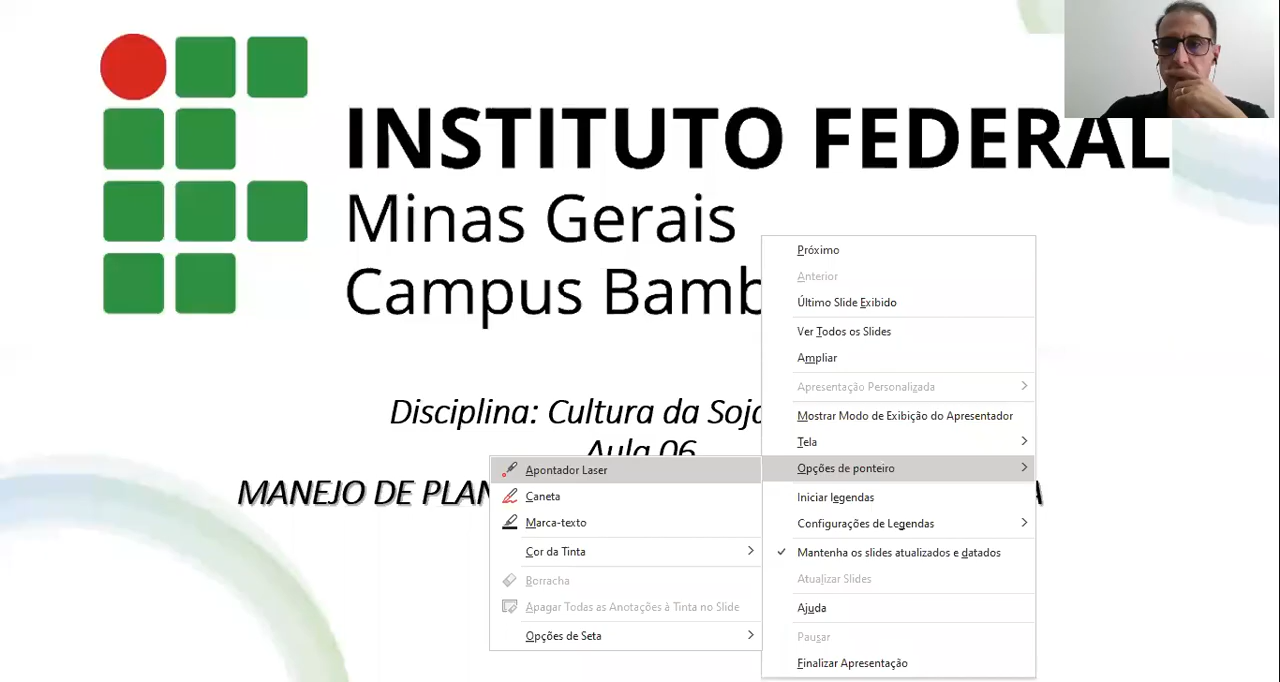 INSTITUTO FEDERAL
Minas Gerais
Campus Bamb
Disciplina: Cultura da Soja
Aula 06
MANEJO DE
Próximo
Anterior
Último Slide Exibido
Ver Todos os Slides
Ampliar
Apresentação Personalizada
Mostrar Modo de Exibição do Apresentador
Tela
Opções de ponteiro
Iniciar legendas
Configurações de Legendas
Mantenha os slides atualizados e datados
Atualizar Slides
Ajuda
Pausar
Finalizar Apresentação
Apontador Laser
Caneta
Marca-texto
Cor da Tinta
Borracha
Apagar Todas as Anotações à Tinta no Slide
Opções de Seta